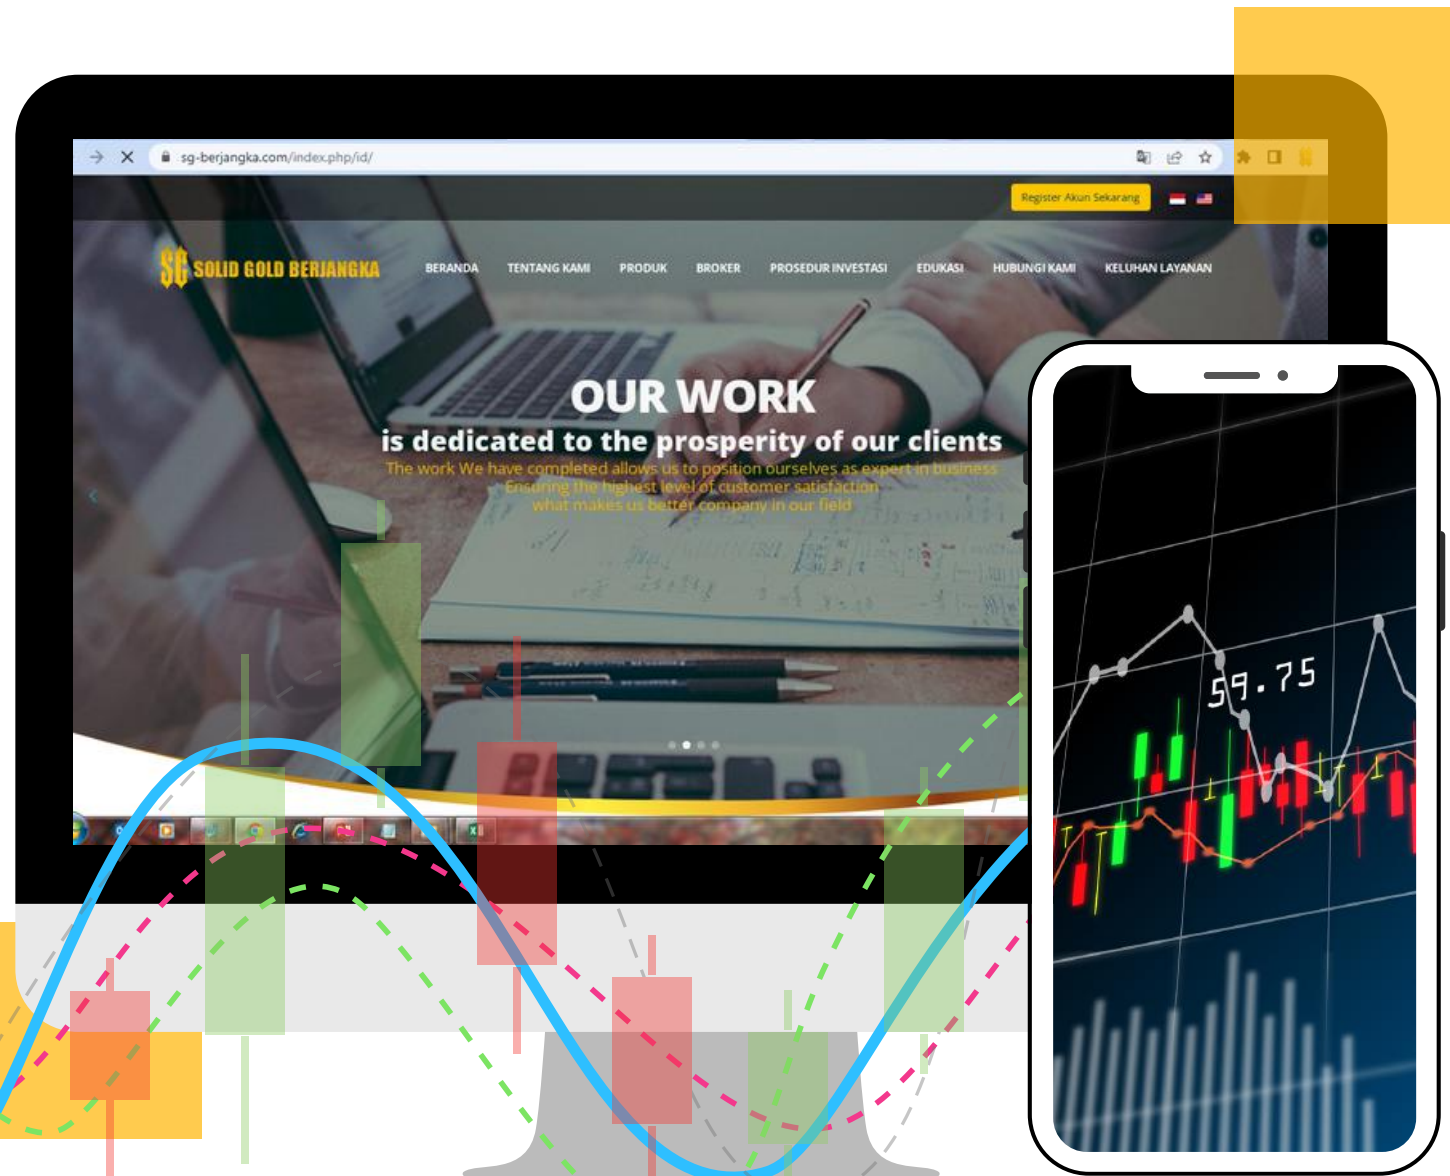 sg-berjangka.com/index.php/id/
Register Akun Sekarang
SG SOLID GOLD BERJANGKA
BERANDA TENTANG KAMI PRODUK BROKER PROSEDUR INVESTASI EDUKASI HUBUNGI KAMI KELUHAN LAYANAN
OUR WORK
is dedicated to the prosperity of our clients
The work We have completed allows us to position ourselves as expert in business
Ensuring the highest level of customer satisfaction
what makes us better company in our field
59.75